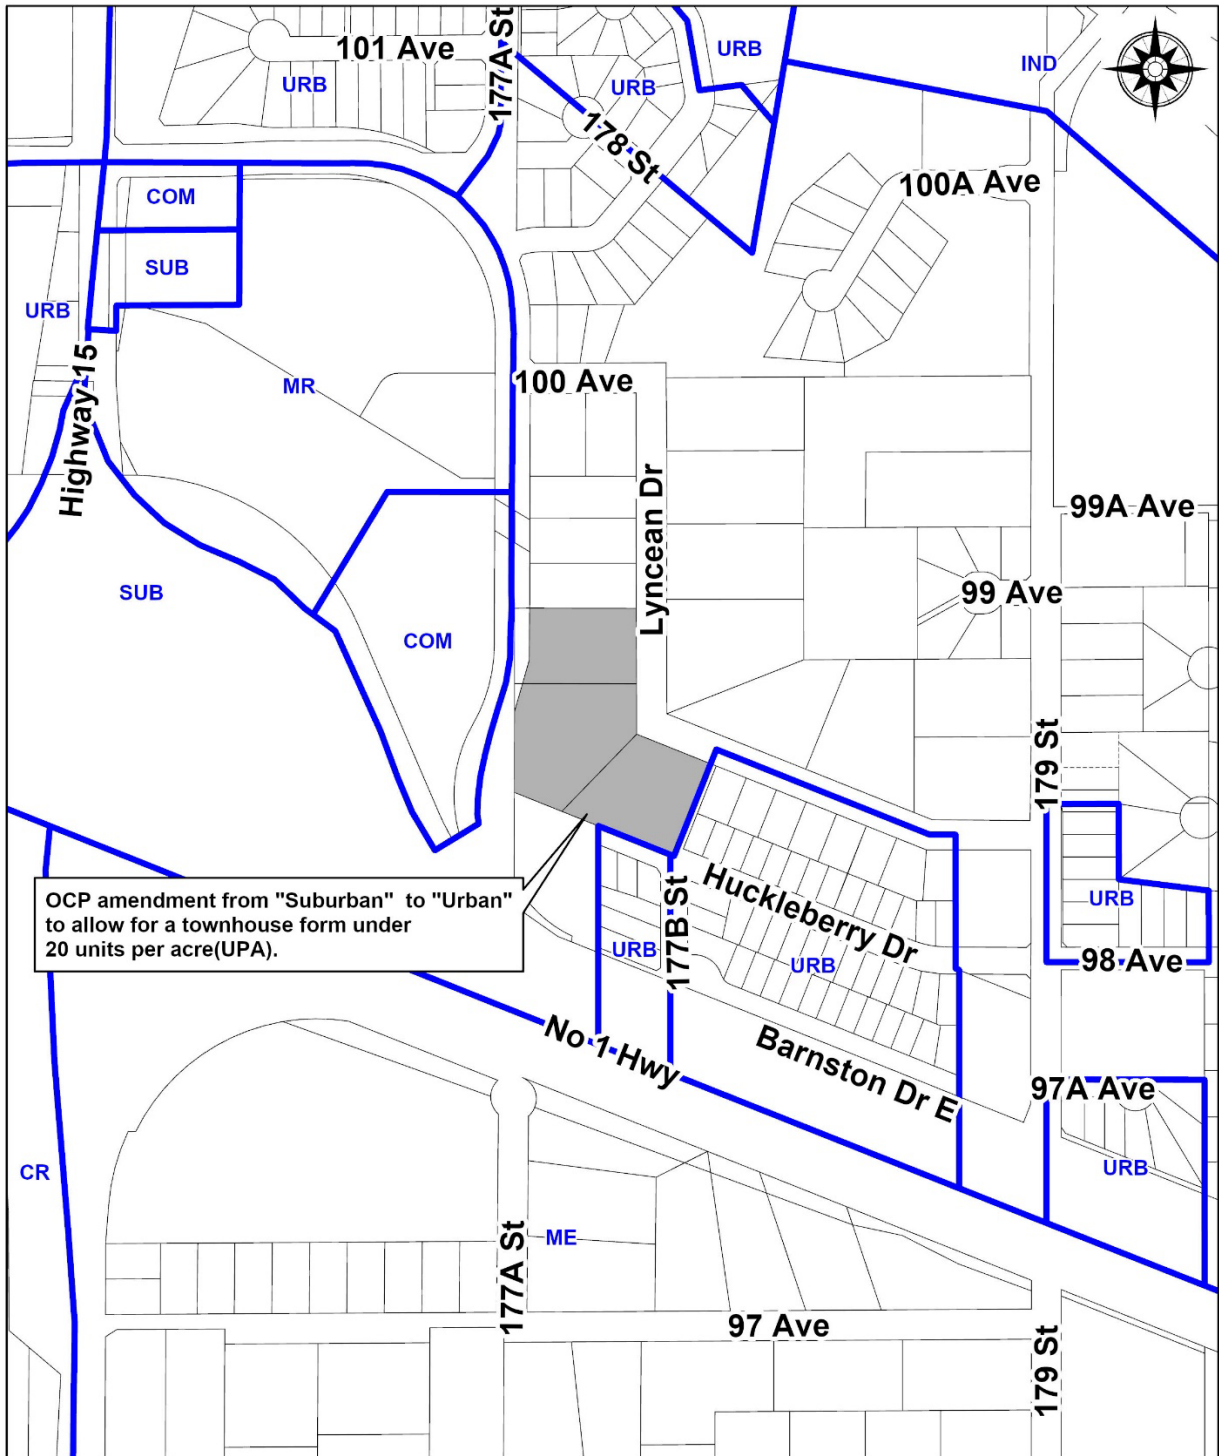 101 Ave
177A St
URB
URB
URB
IND
178 St
100A Ave
COM
SUB
URB
Highway 15
MR
100 Ave
Lyncean Dr
99A Ave
99 Ave
SUB
COM
179 St
OCP amendment from "Suburban" to "Urban"
to allow for a townhouse form under
20 units per acre(UPA).
177B St
Huckleberry Dr
URB
URB
URB
98 Ave
No 1 Hwy
Barnston Dr E
97A Ave
CR
URB
177A St
ME
97 Ave
179 St